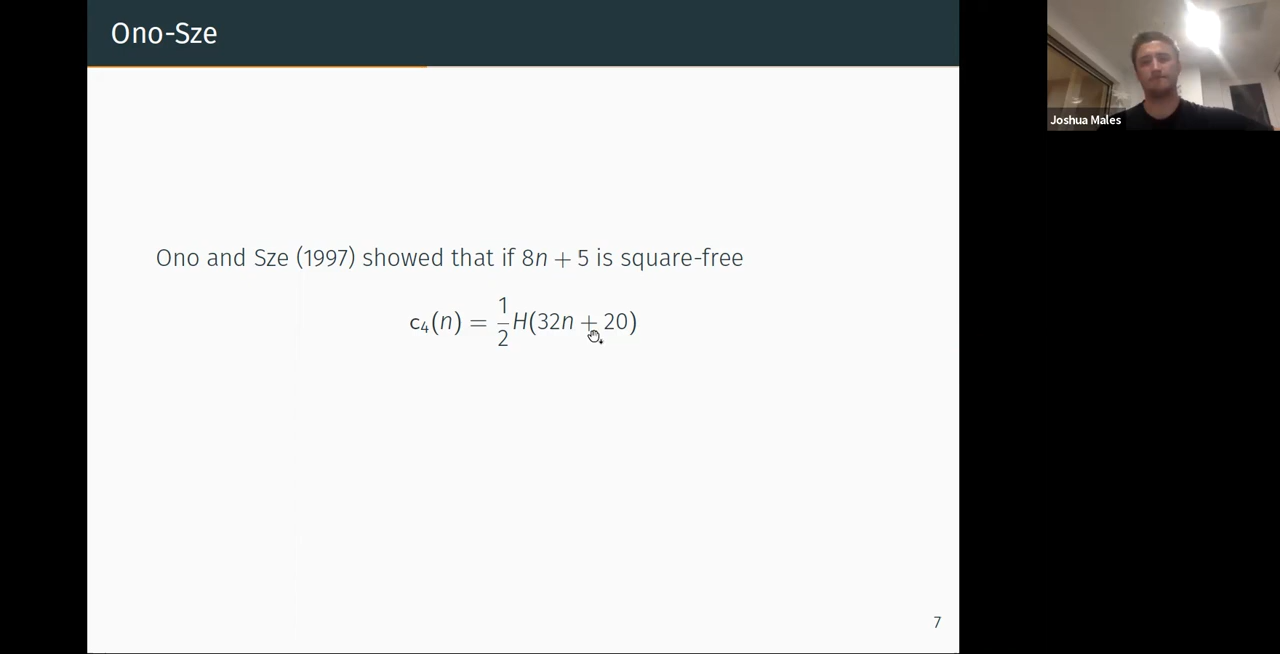 Ono-Sze
Joshua Males
Ono and Sze (1997) showed that if 8n + 5 is square-free
c₄(n) = 1/2 H(32n + 20)
7